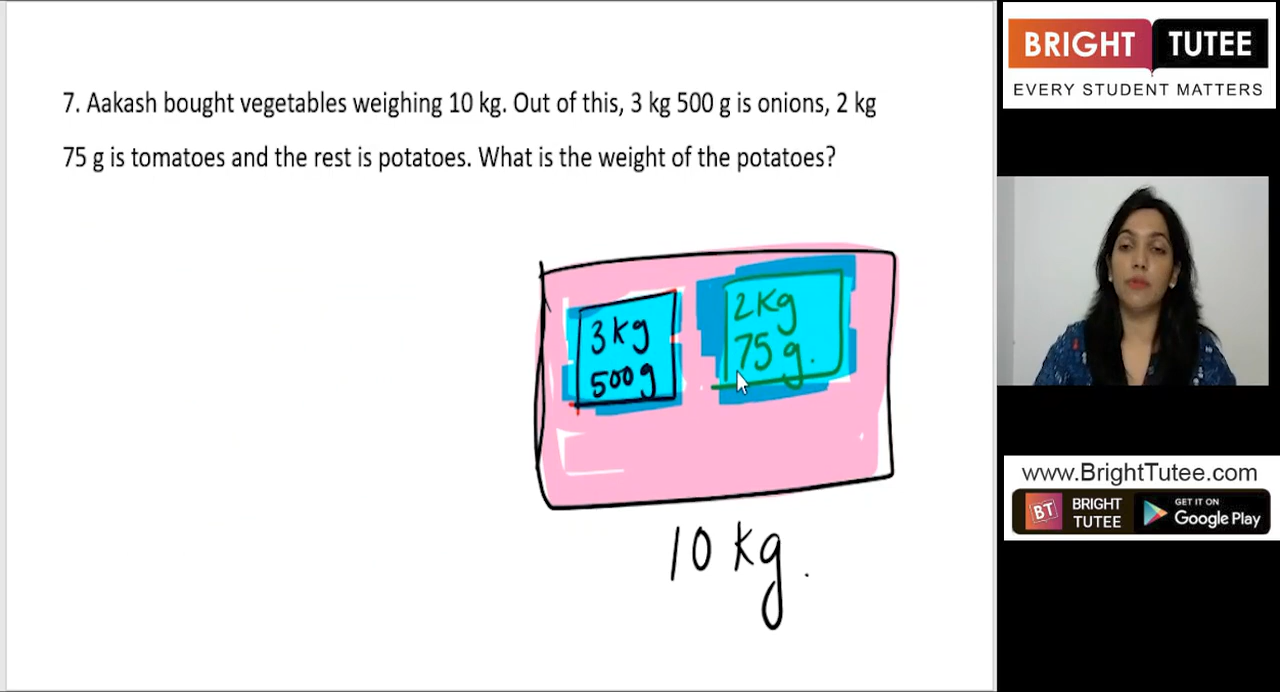 7. Aakash bought vegetables weighing 10 kg. Out of this, 3 kg 500 g is onions, 2 kg
75 g is tomatoes and the rest is potatoes. What is the weight of the potatoes?
3 kg
500 g
2 kg
75 g.
10 kg.
BRIGHT TUTEE
EVERY STUDENT MATTERS
www.BrightTutee.com
BT
BRIGHT
TUTEE
GET IT ON
Google Play